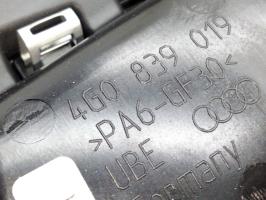 4G0 839 019
>PA6-GF30<
UBE
Germany